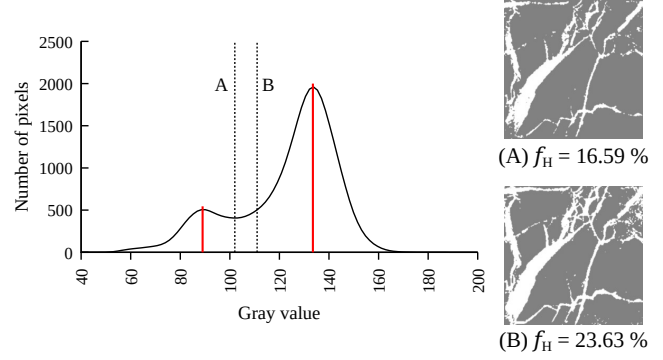 2500
2000
1500
1000
500
0
Number of pixels
A
B
40 60 80 100 120 140 160 180 200
Gray value
(A) fH = 16.59 %
(B) fH = 23.63 %